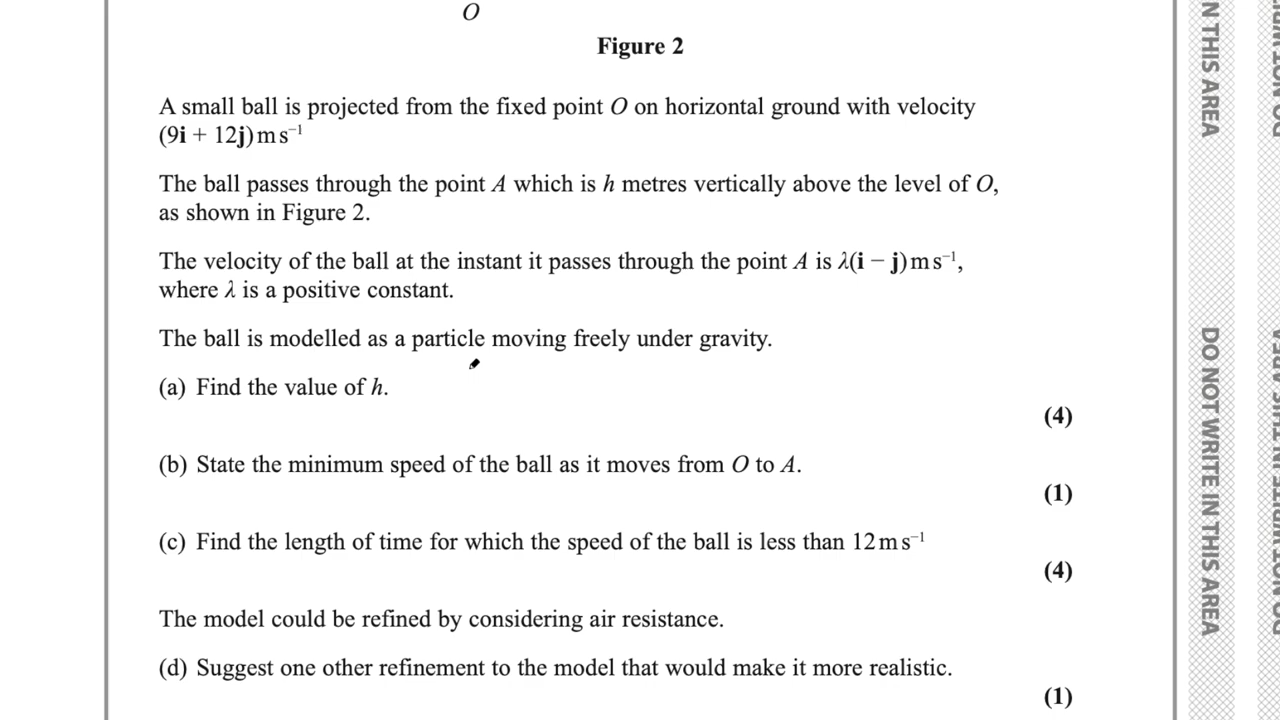 O
Figure 2
A small ball is projected from the fixed point O on horizontal ground with velocity
(9i + 12j) m s⁻¹
The ball passes through the point A which is h metres vertically above the level of O,
as shown in Figure 2.
The velocity of the ball at the instant it passes through the point A is λ(i − j) m s⁻¹,
where λ is a positive constant.
The ball is modelled as a particle moving freely under gravity.
(a) Find the value of h.
(4)
(b) State the minimum speed of the ball as it moves from O to A.
(1)
(c) Find the length of time for which the speed of the ball is less than 12 m s⁻¹
(4)
The model could be refined by considering air resistance.
(d) Suggest one other refinement to the model that would make it more realistic.
(1)
N THIS AREA
DO NOT WRITE IN THIS AREA